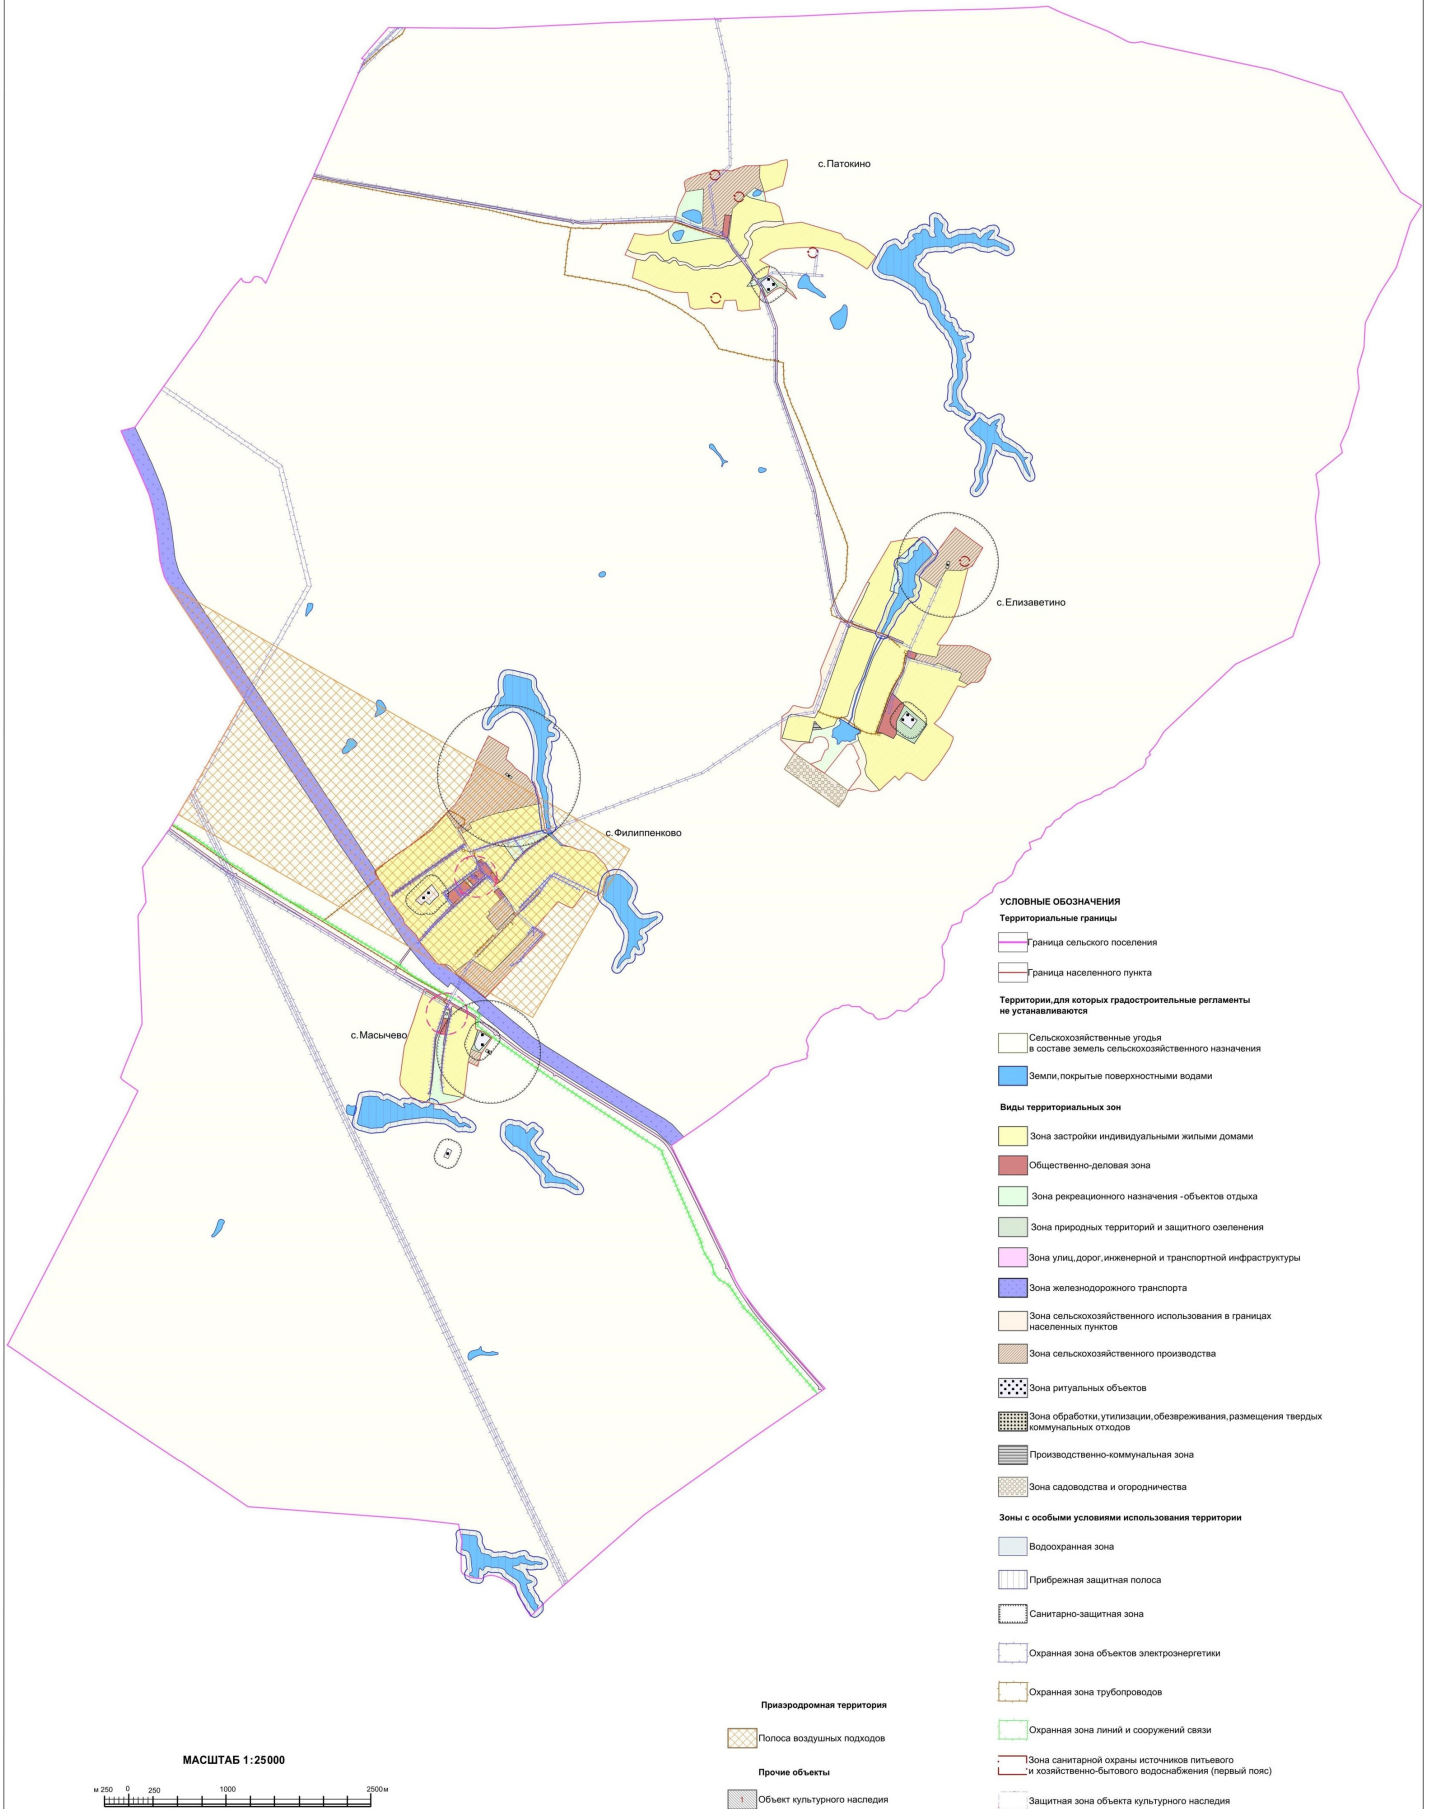 с.Патокино
с.Елизаветино
с.Филиппенково
с.Масычево
УСЛОВНЫЕ ОБОЗНАЧЕНИЯ
Территориальные границы
Граница сельского поселения
Граница населенного пункта
Территории,для которых градостроительные регламенты
не устанавливаются
Сельскохозяйственные угодья
в составе земель сельскохозяйственного назначения
Земли,покрытые поверхностными водами
Виды территориальных зон
Зона застройки индивидуальными жилыми домами
Общественно-деловая зона
Зона рекреационного назначения -объектов отдыха
Зона природных территорий и защитного озеленения
Зона улиц,дорог,инженерной и транспортной инфраструктуры
Зона железнодорожного транспорта
Зона сельскохозяйственного использования в границах
населенных пунктов
Зона сельскохозяйственного производства
Зона ритуальных объектов
Зона обработки,утилизации,обезвреживания,размещения твердых
коммунальных отходов
Производственно-коммунальная зона
Зона садоводства и огородничества
Зоны с особыми условиями использования территории
Водоохранная зона
Прибрежная защитная полоса
Санитарно-защитная зона
Охранная зона объектов электроэнергетики
Охранная зона трубопроводов
Охранная зона линий и сооружений связи
Зона санитарной охраны источников питьевого
и хозяйственно-бытового водоснабжения (первый пояс)
Защитная зона объекта культурного наследия
Приаэродромная территория
Полоса воздушных подходов
Прочие объекты
1 Объект культурного наследия
МАСШТАБ 1:25000
м 250 0 250 1000 2500м